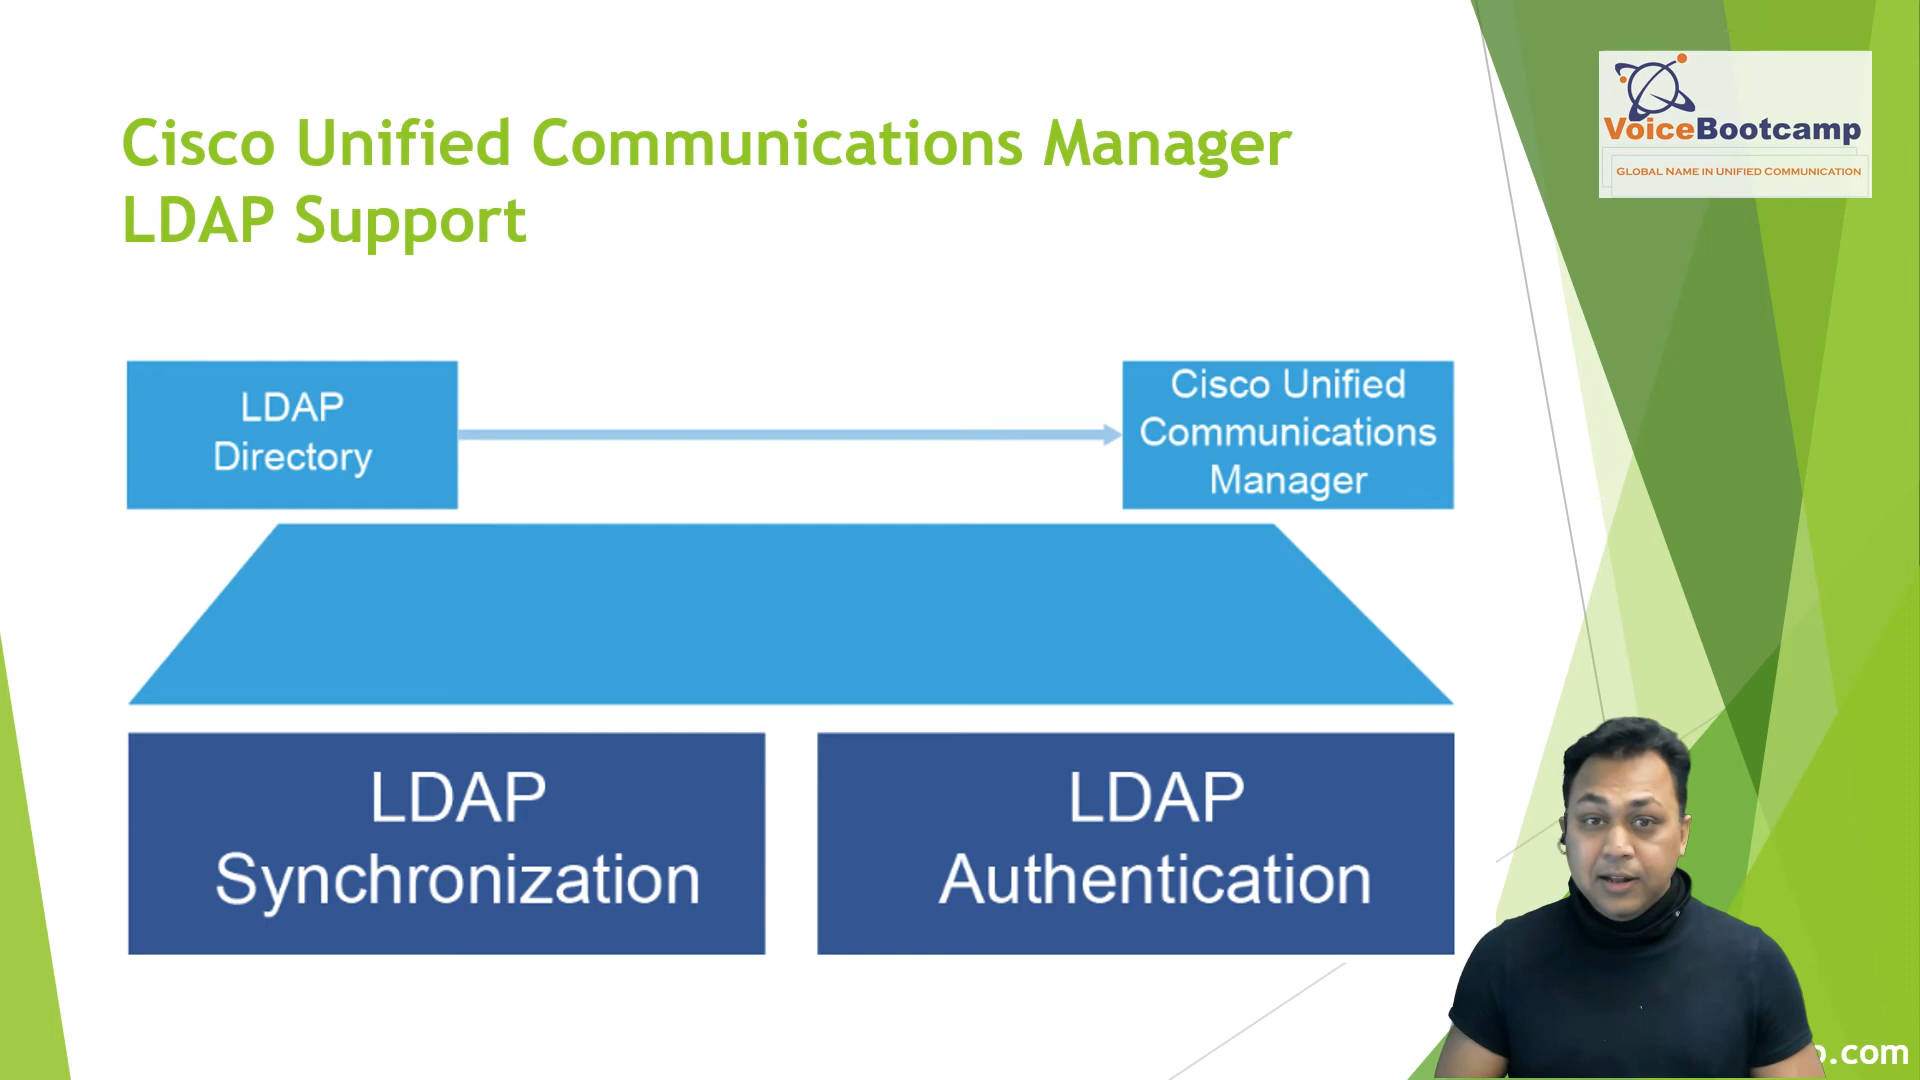 Cisco Unified Communications Manager
LDAP Support
VoiceBootcamp
GLOBAL NAME IN UNIFIED COMMUNICATION
LDAP
Directory
Cisco Unified
Communications
Manager
LDAP
Synchronization
LDAP
Authentication
.com